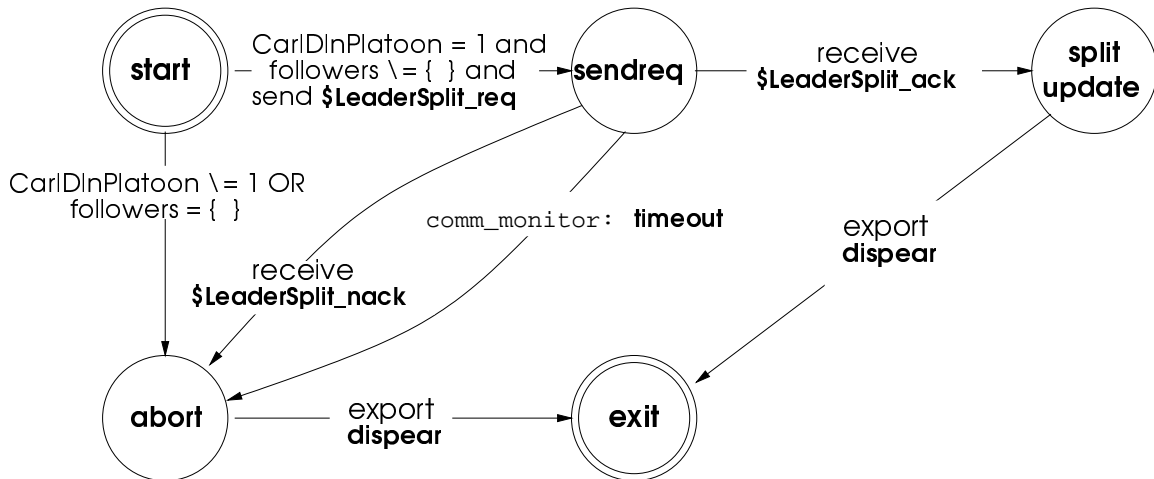 start
CarIDInPlatoon = 1 and
followers \= { } and
send $LeaderSplit_req
sendreq
receive
$LeaderSplit_ack
split
update
CarIDInPlatoon \= 1 OR
followers = { }
comm_monitor: timeout
export
dispear
receive
$LeaderSplit_nack
abort
export
dispear
exit